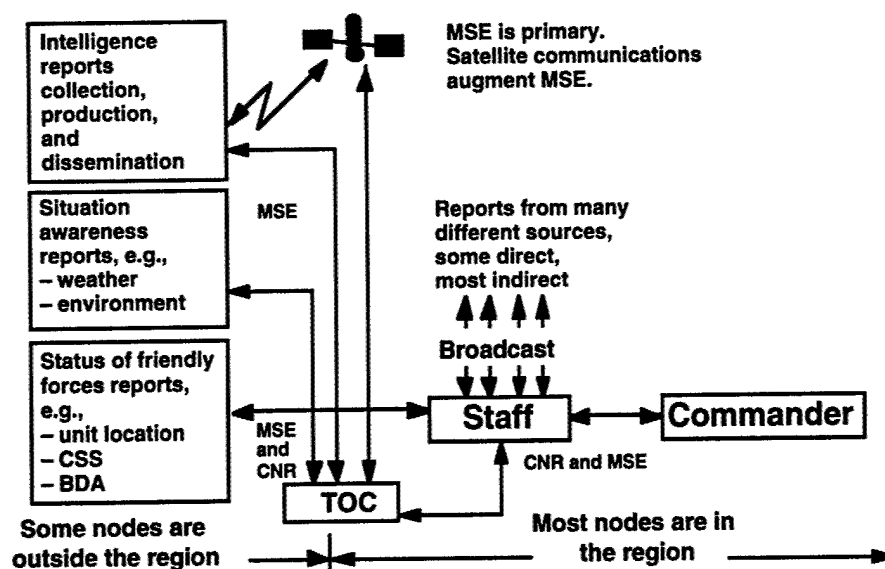 Intelligence
reports
collection,
production,
and
dissemination
MSE is primary.
Satellite communications
augment MSE.
Situation
awareness
reports, e.g.,
– weather
– environment
MSE
Reports from many
different sources,
some direct,
most indirect
Broadcast
Status of friendly
forces reports,
e.g.,
– unit location
– CSS
– BDA
MSE
and
CNR
Staff
Commander
CNR and MSE
TOC
Some nodes are
outside the region
Most nodes are in
the region